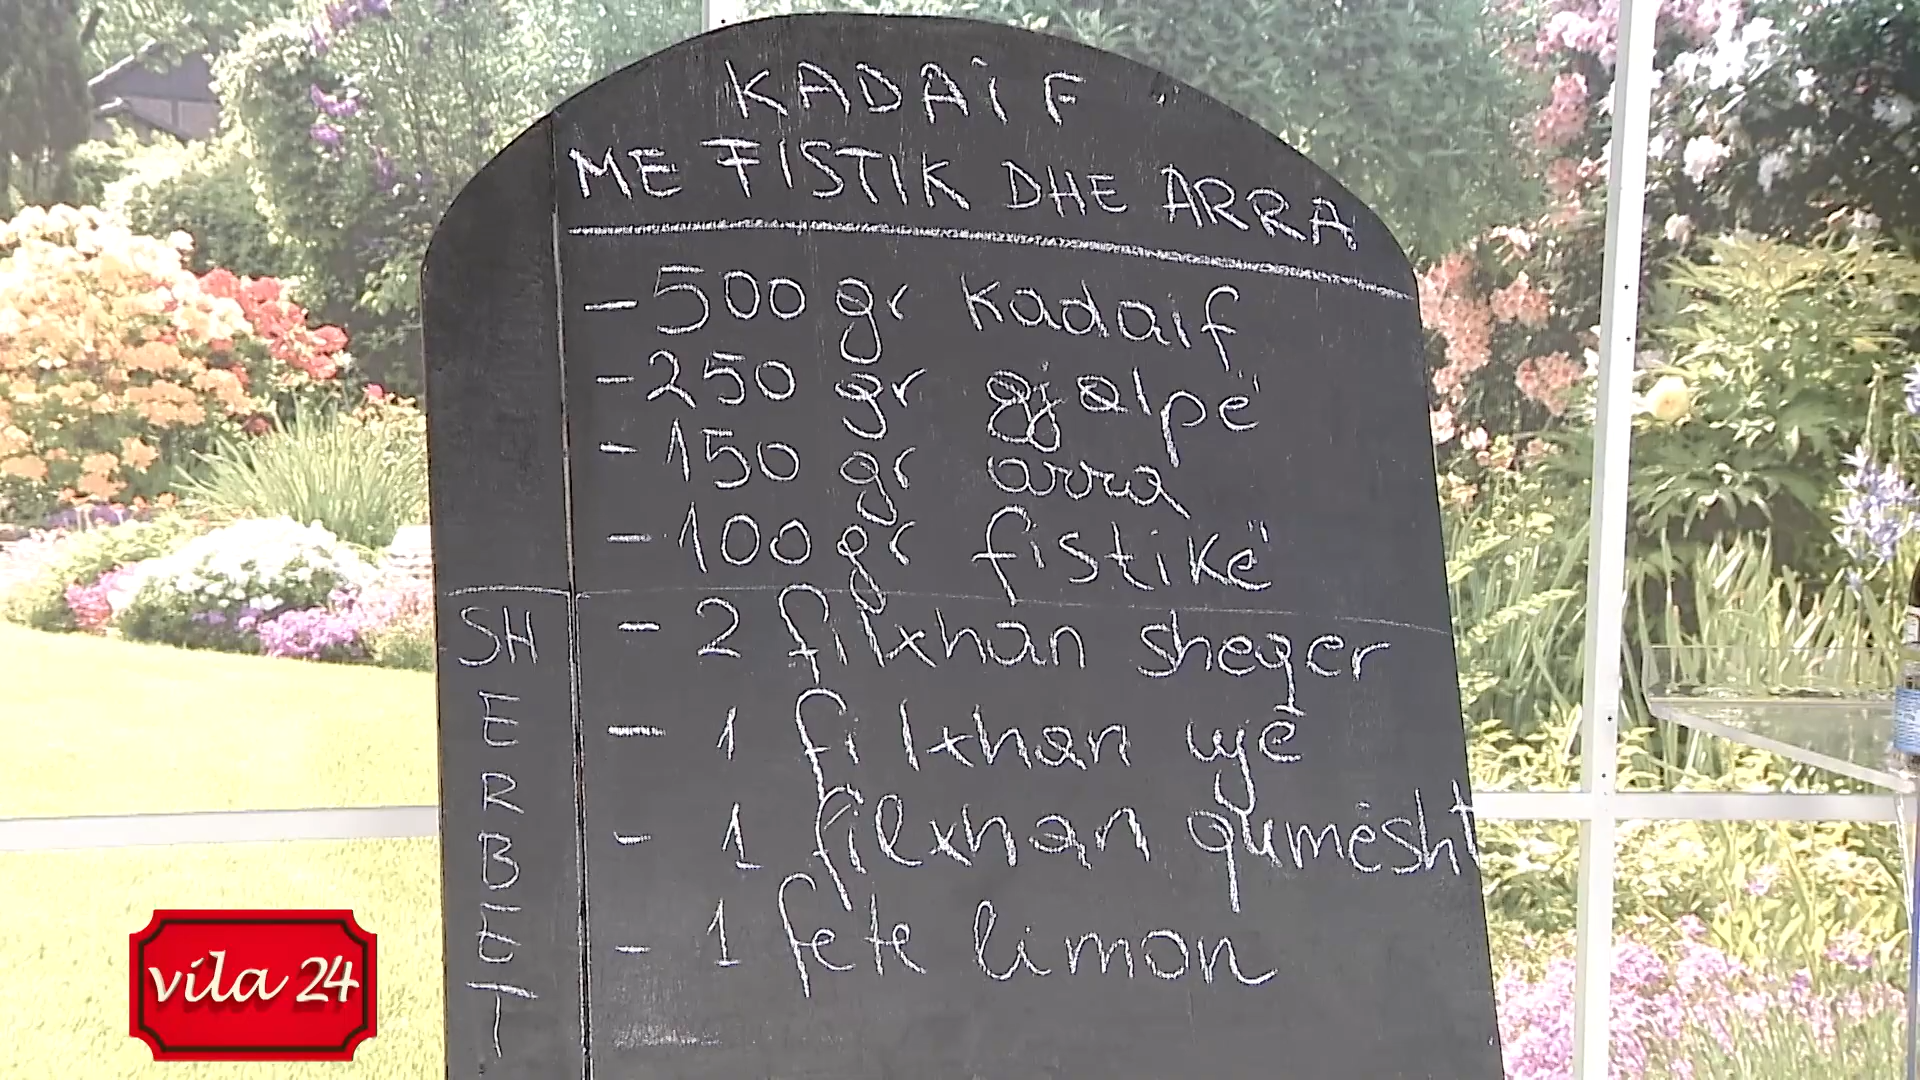 KADAIF
ME FISTIK DHE ARRA
- 500 gr kadaif
- 250 gr gjalpë
- 150 gr arra
- 100 gr fistikë
SHERBET
- 2 filxhan sheqer
- 1 filxhan ujë
- 1 filxhan qumësht
- 1 fete limon
vila 24